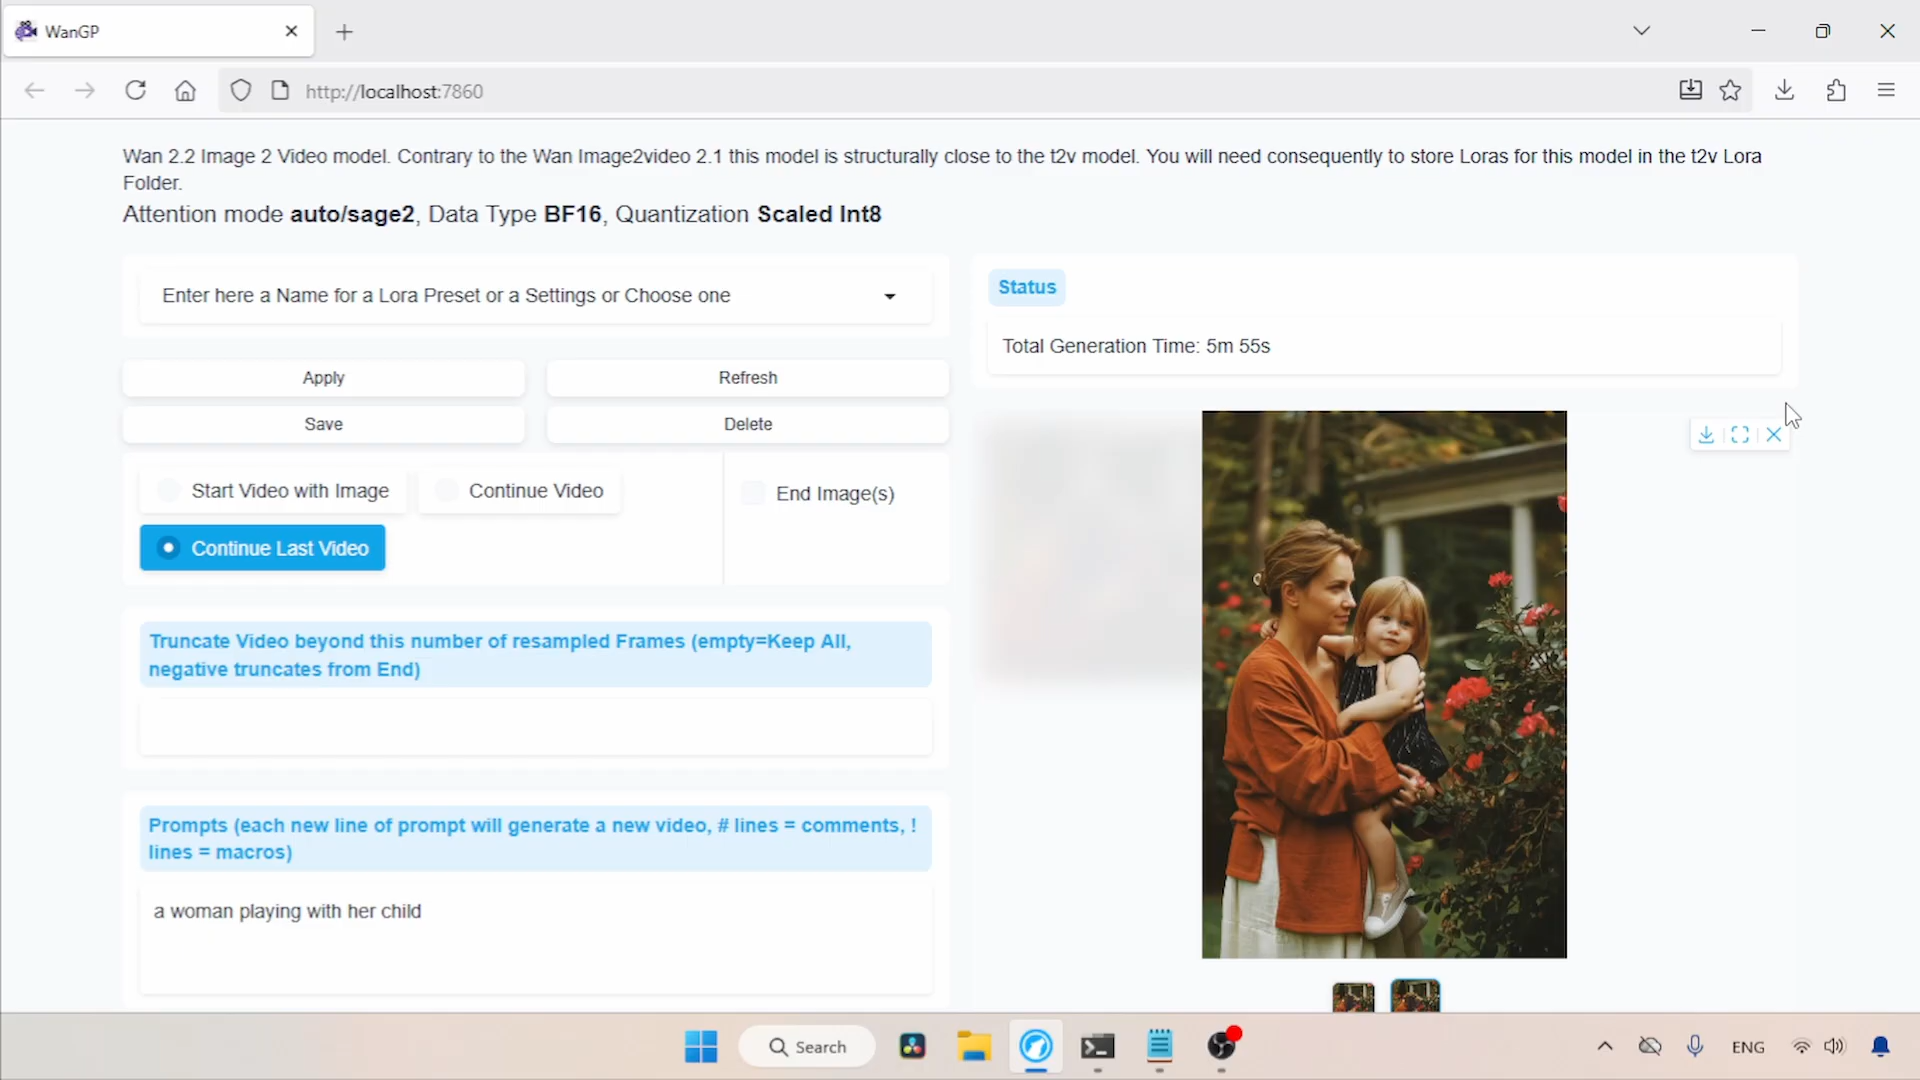 WanGP
http://localhost:7860
Wan 2.2 Image 2 Video model. Contrary to the Wan Image2video 2.1 this model is structurally close to the t2v model. You will need consequently to store Loras for this model in the t2v Lora
Folder.
Attention mode auto/sage2, Data Type BF16, Quantization Scaled Int8
Enter here a Name for a Lora Preset or a Settings or Choose one
Apply
Refresh
Save
Delete
Start Video with Image
Continue Video
End Image(s)
Continue Last Video
Truncate Video beyond this number of resampled Frames (empty=Keep All,
negative truncates from End)
Prompts (each new line of prompt will generate a new video, # lines = comments, !
lines = macros)
a woman playing with her child
Status
Total Generation Time: 5m 55s
Search
ENG